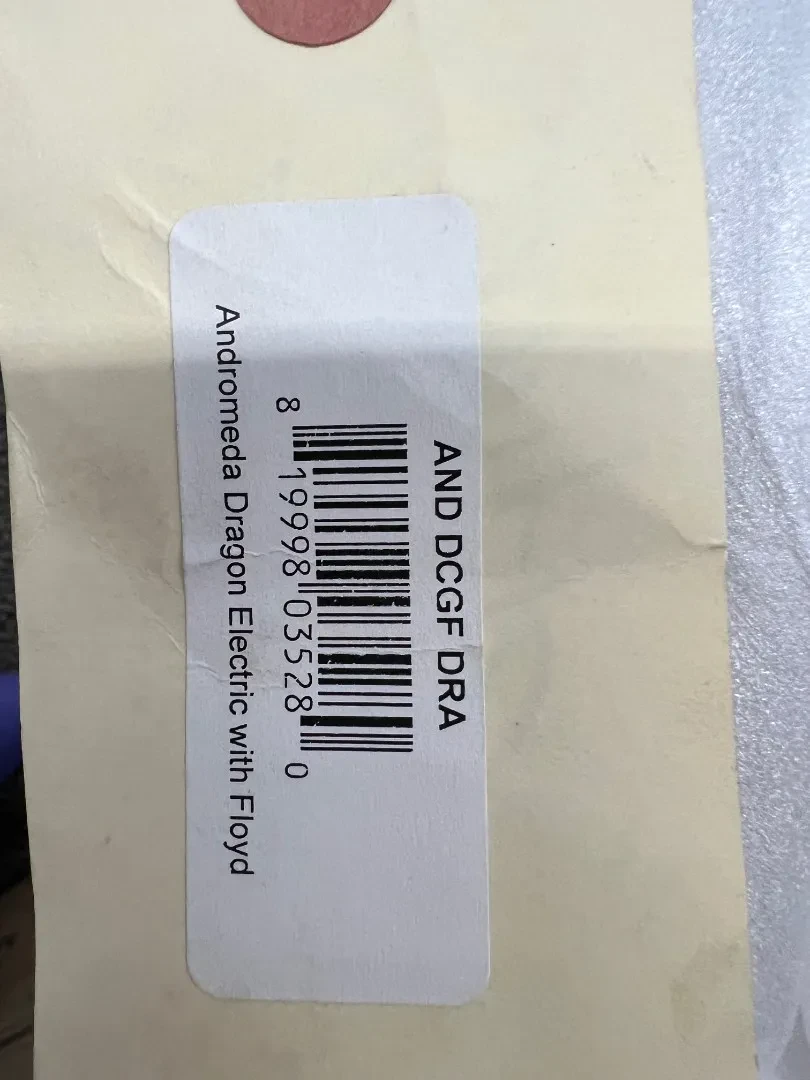 AND DCGF DRA
8 19998 03528 0
Andromeda Dragon Electric with Floyd